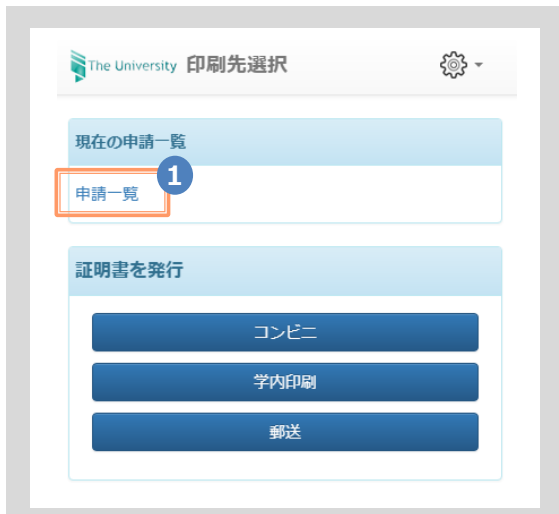 The University 印刷先選択
現在の申請一覧
申請一覧
1
証明書を発行
コンビニ
学内印刷
郵送